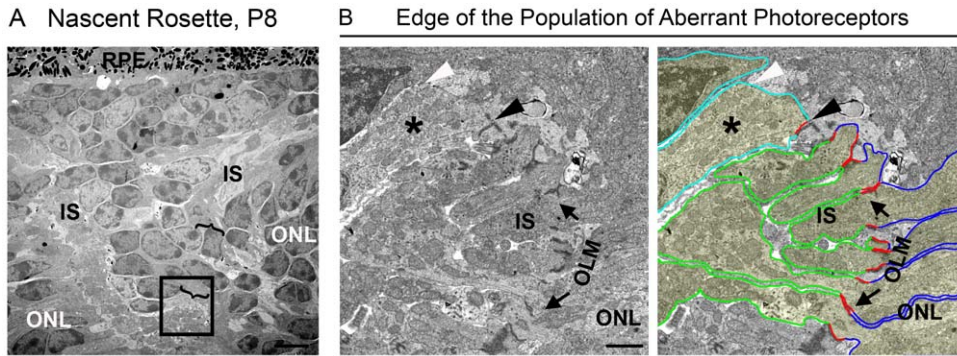 A Nascent Rosette, P8
B Edge of the Population of Aberrant Photoreceptors
RPE
IS
IS
ONL
ONL
*
IS
OLM
ONL
*
IS
OLM
ONL